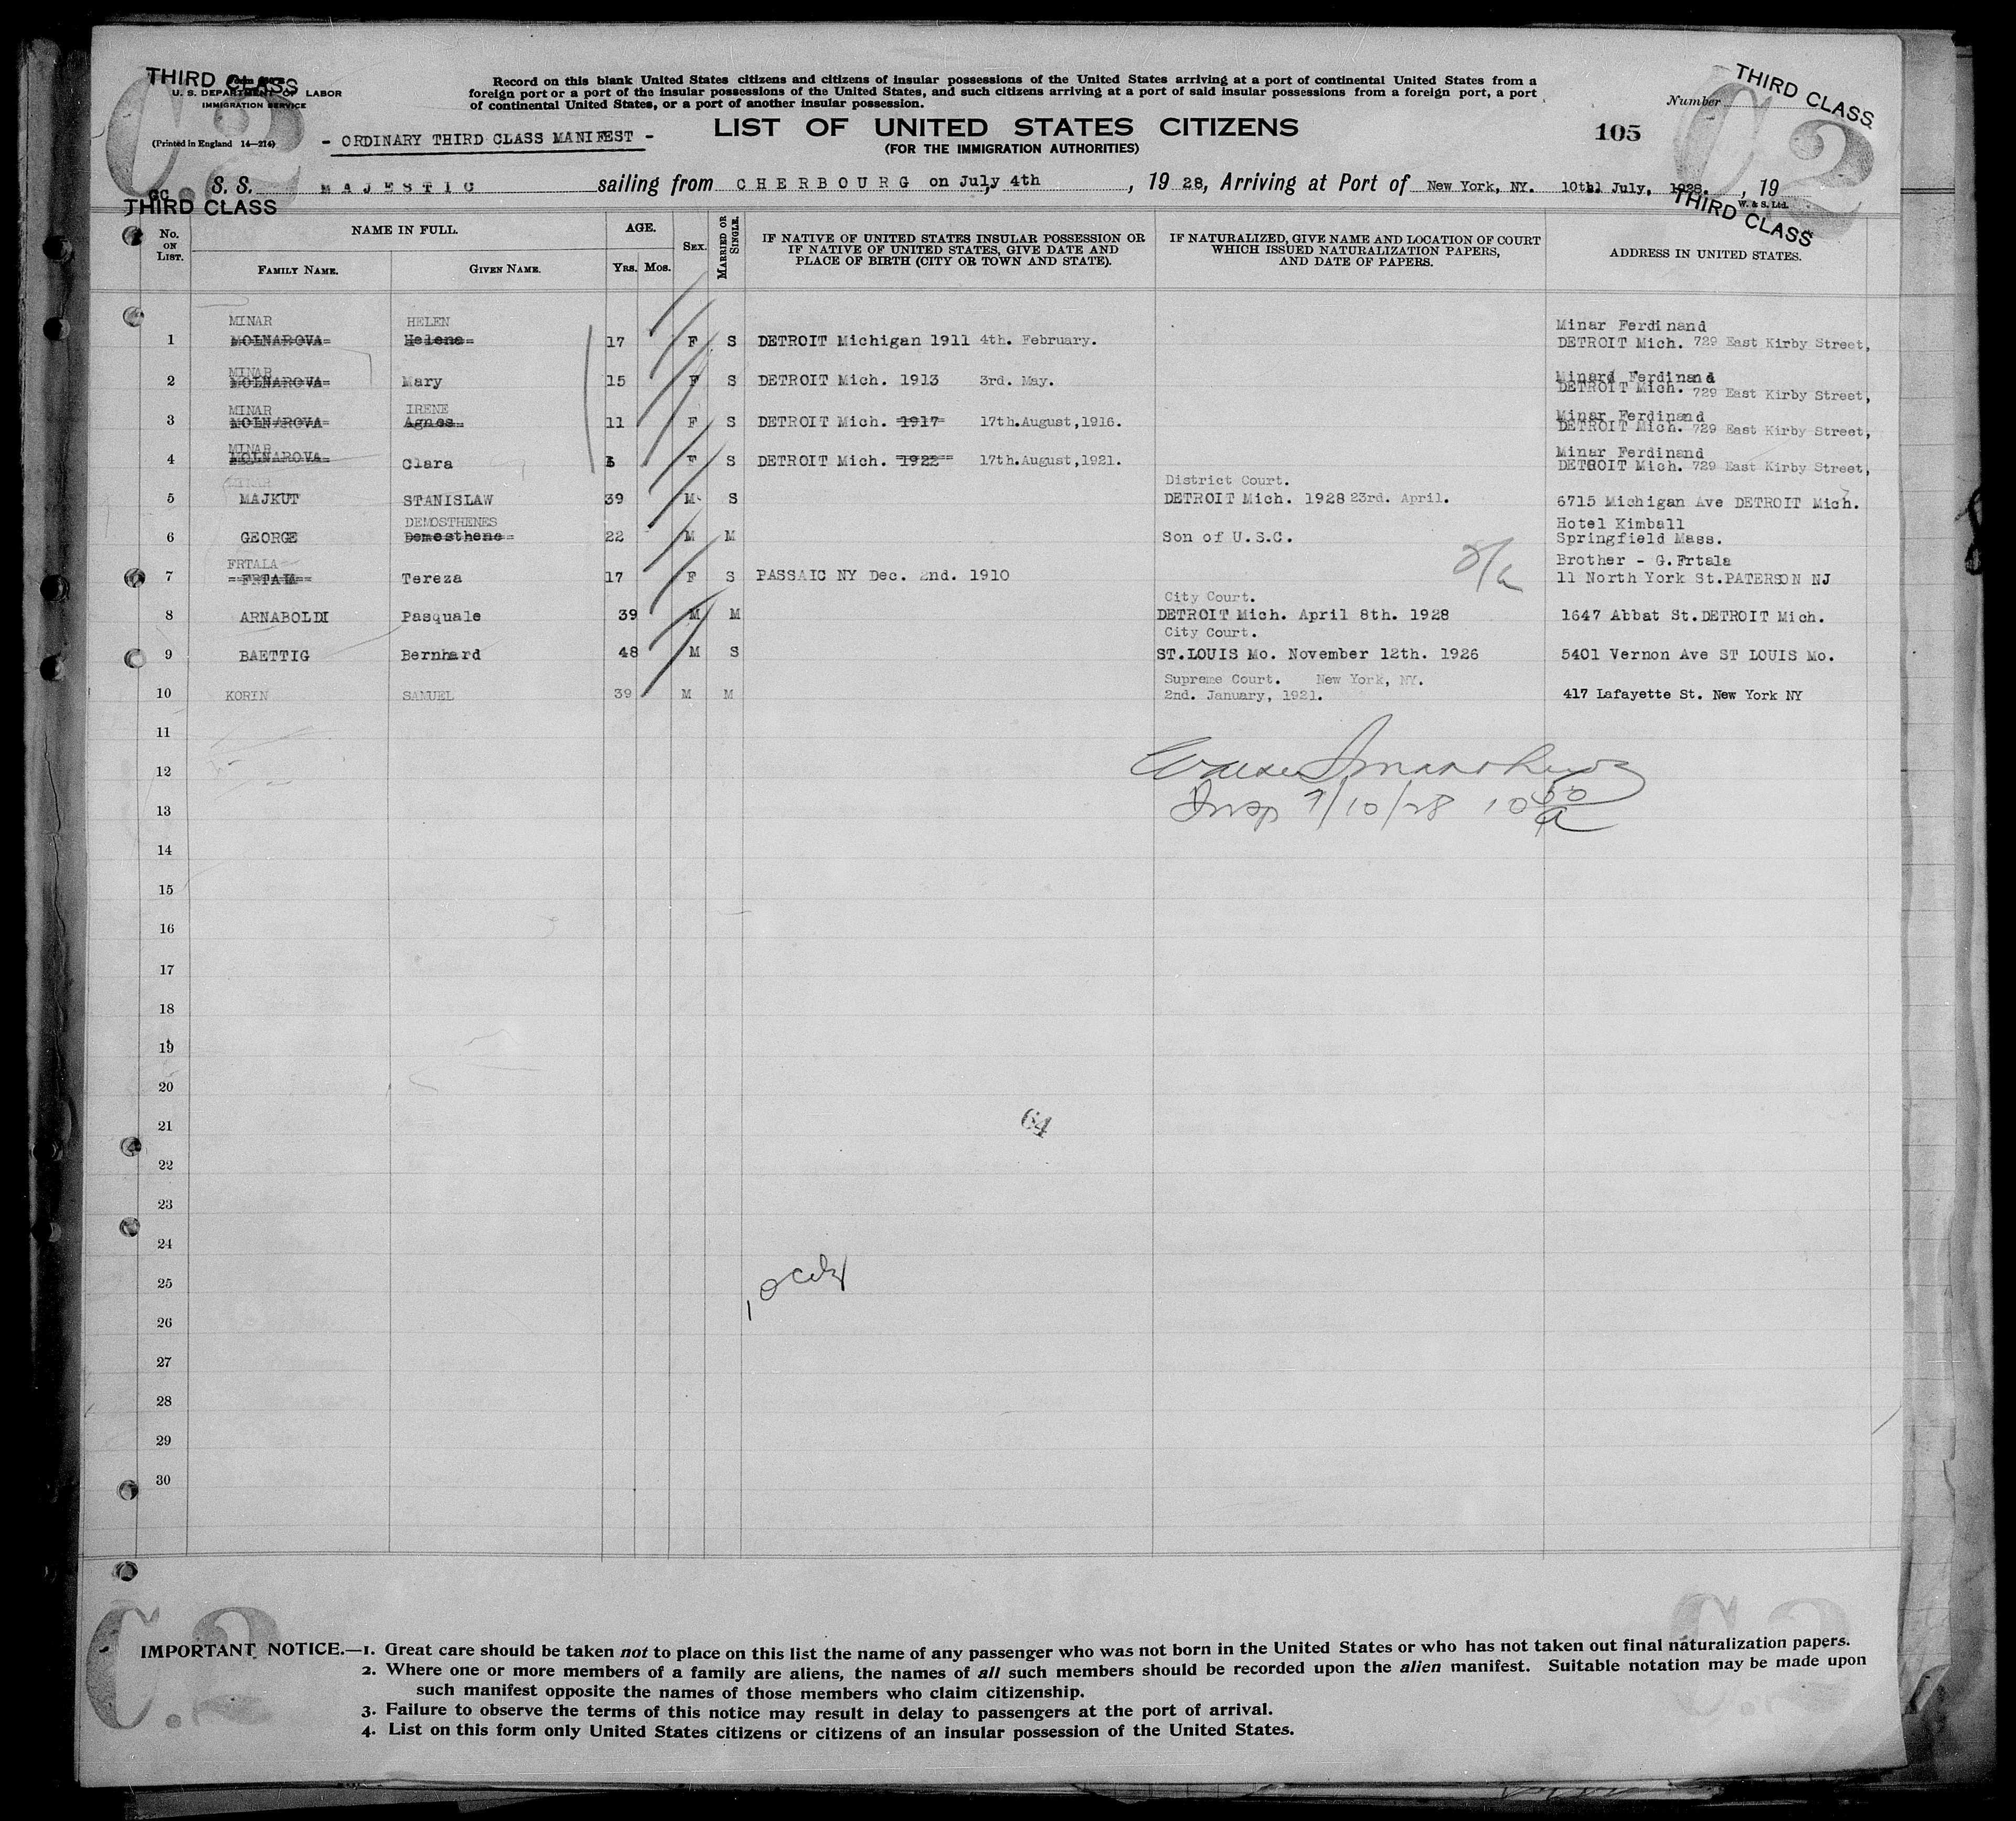 THIRD CLASS
U. S. DEPARTMENT OF LABOR
IMMIGRATION SERVICE
(Printed in England 14—214)
C.2
Record on this blank United States citizens and citizens of insular possessions of the United States arriving at a port of continental United States from a
foreign port or a port of the insular possessions of the United States, and such citizens arriving at a port of said insular possessions from a foreign port, a port
of continental United States, or a port of another insular possession.
THIRD CLASS
Number
C2
- ORDINARY THIRD CLASS MANIFEST -
LIST OF UNITED STATES CITIZENS
105
(FOR THE IMMIGRATION AUTHORITIES)
GC
S. S. MAJESTIC sailing from CHERBOURG on July 4th, 19 28, Arriving at Port of New York, NY. 10th July, 1928. , 19
THIRD CLASS
W. & S. Ltd.
THIRD CLASS
No. ON LIST.
NAME IN FULL.
FAMILY NAME.
GIVEN NAME.
AGE.
YRS. MOS.
SEX.
MARRIED OR SINGLE.
IF NATIVE OF UNITED STATES INSULAR POSSESSION OR
IF NATIVE OF UNITED STATES, GIVE DATE AND
PLACE OF BIRTH (CITY OR TOWN AND STATE).
IF NATURALIZED, GIVE NAME AND LOCATION OF COURT
WHICH ISSUED NATURALIZATION PAPERS,
AND DATE OF PAPERS.
ADDRESS IN UNITED STATES.
MINAR HELEN Minar Ferdinand
1 MOLNAROVA Helena 17 F S DETROIT Michigan 1911 4th. February. DETROIT Mich. 729 East Kirby Street,
MINAR Minard Ferdinand
2 MOLNAROVA Mary 15 F S DETROIT Mich. 1913 3rd. May. DETROIT Mich. 729 East Kirby Street,
MINAR IRENE Minar Ferdinand
3 MOLNAROVA Agnes 11 F S DETROIT Mich. 1917 17th.August,1916. DETROIT Mich. 729 East Kirby Street,
MINAR Minar Ferdinand
4 MOLNAROVA Clara F S DETROIT Mich. 1922 17th.August,1921. DETROIT Mich. 729 East Kirby Street,
MINAR District Court.
5 MAJKUT STANISLAW 39 M S DETROIT Mich. 1928 23rd. April. 6715 Michigan Ave DETROIT Mich.
DEMOSTHENES Hotel Kimball
6 GEORGE Demosthene 22 M M Son of U.S.C. Springfield Mass.
FRTALA Brother - G.Frtala
7 FRTAM Tereza 17 F S PASSAIC NY Dec. 2nd. 1910 11 North York St.PATERSON NJ
City Court.
8 ARNABOLDI Pasquale 39 M M DETROIT Mich. April 8th. 1928 1647 Abbat St.DETROIT Mich.
City Court.
9 BAETTIG Bernhard 48 M S ST.LOUIS Mo. November 12th. 1926 5401 Vernon Ave ST LOUIS Mo.
Supreme Court. New York, NY.
10 KORIN SAMUEL 39 M M 2nd. January, 1921. 417 Lafayette St. New York NY
11
12
13 Insp 7/10/28 10 50 a
14
15
16
17
18
19
20
21 64
22
23
24
25
26
27
28
29
30
C.2
C.2
IMPORTANT NOTICE.—1. Great care should be taken not to place on this list the name of any passenger who was not born in the United States or who has not taken out final naturalization papers.
2. Where one or more members of a family are aliens, the names of all such members should be recorded upon the alien manifest. Suitable notation may be made upon
such manifest opposite the names of those members who claim citizenship.
3. Failure to observe the terms of this notice may result in delay to passengers at the port of arrival.
4. List on this form only United States citizens or citizens of an insular possession of the United States.